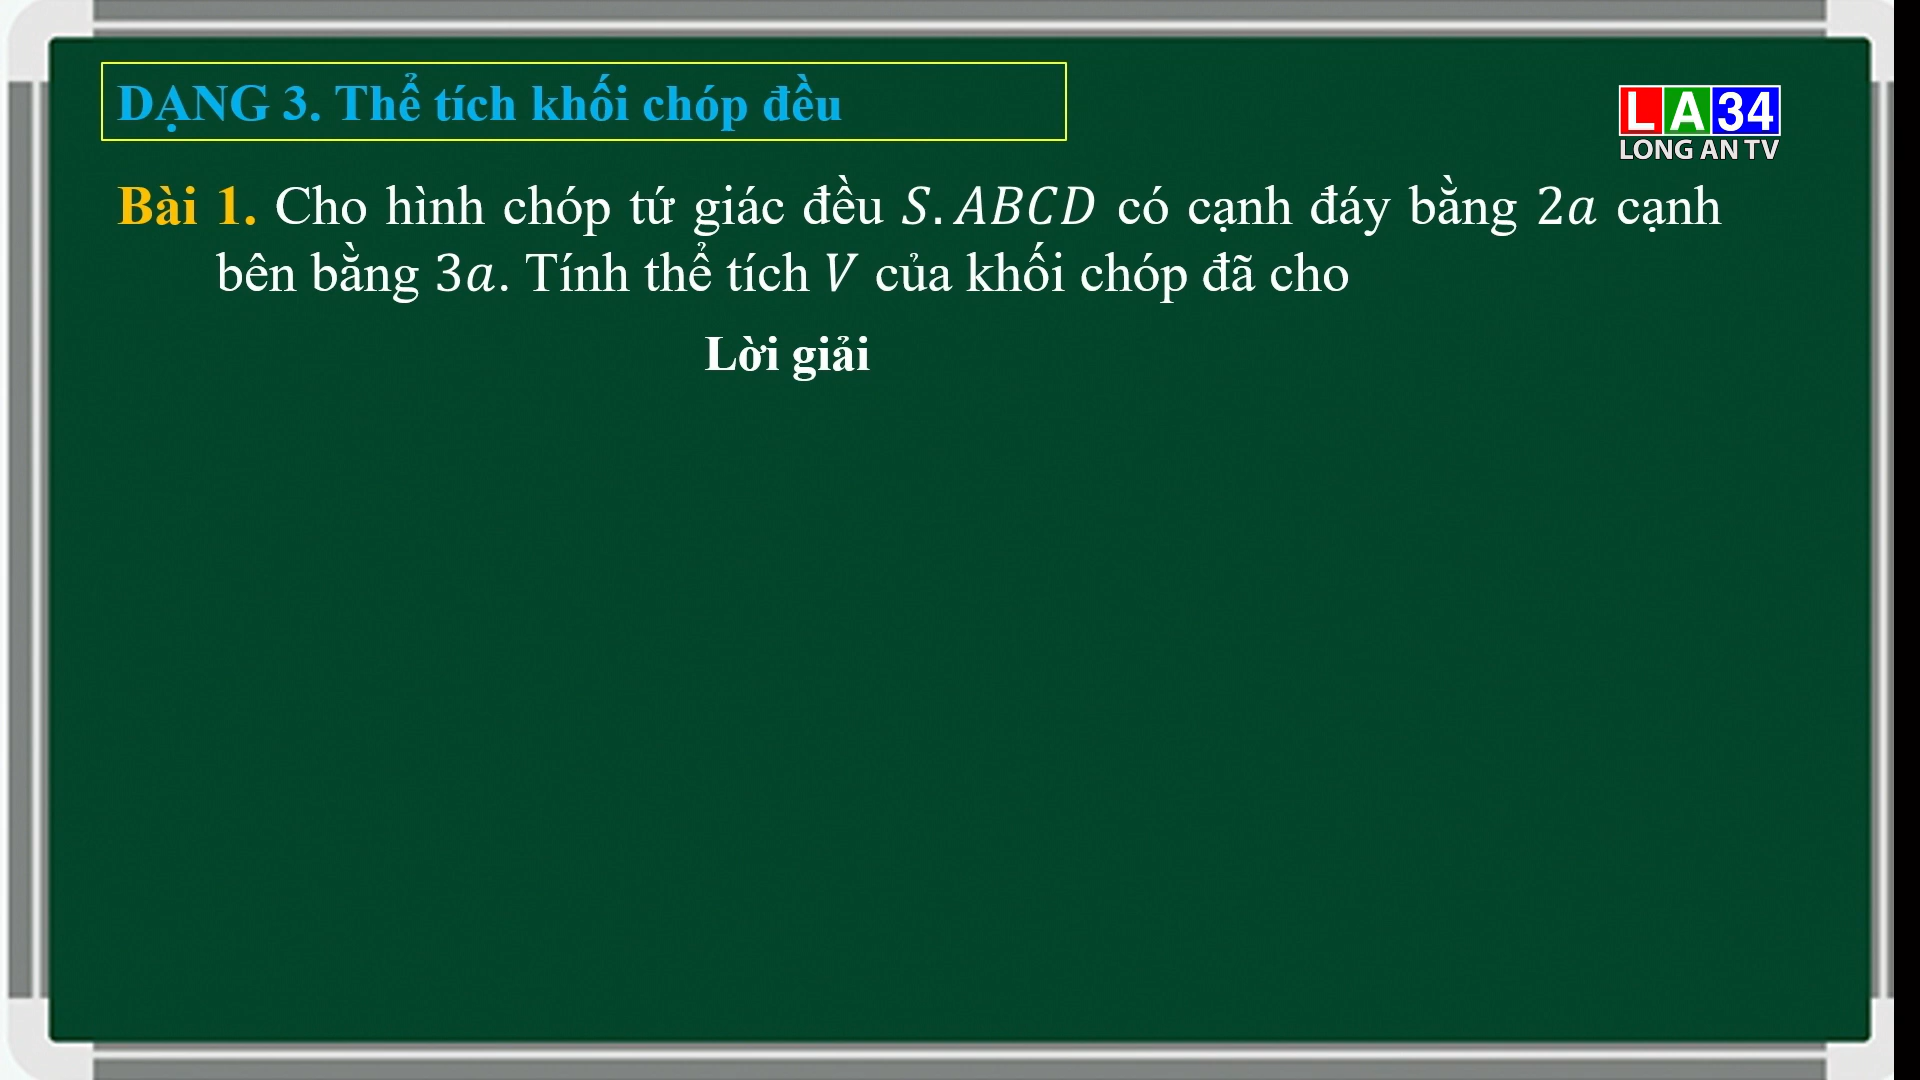 DẠNG 3. Thể tích khối chóp đều
LA34
LONG AN TV
Bài 1. Cho hình chóp tứ giác đều S.ABCD có cạnh đáy bằng 2a cạnh
bên bằng 3a. Tính thể tích V của khối chóp đã cho
Lời giải